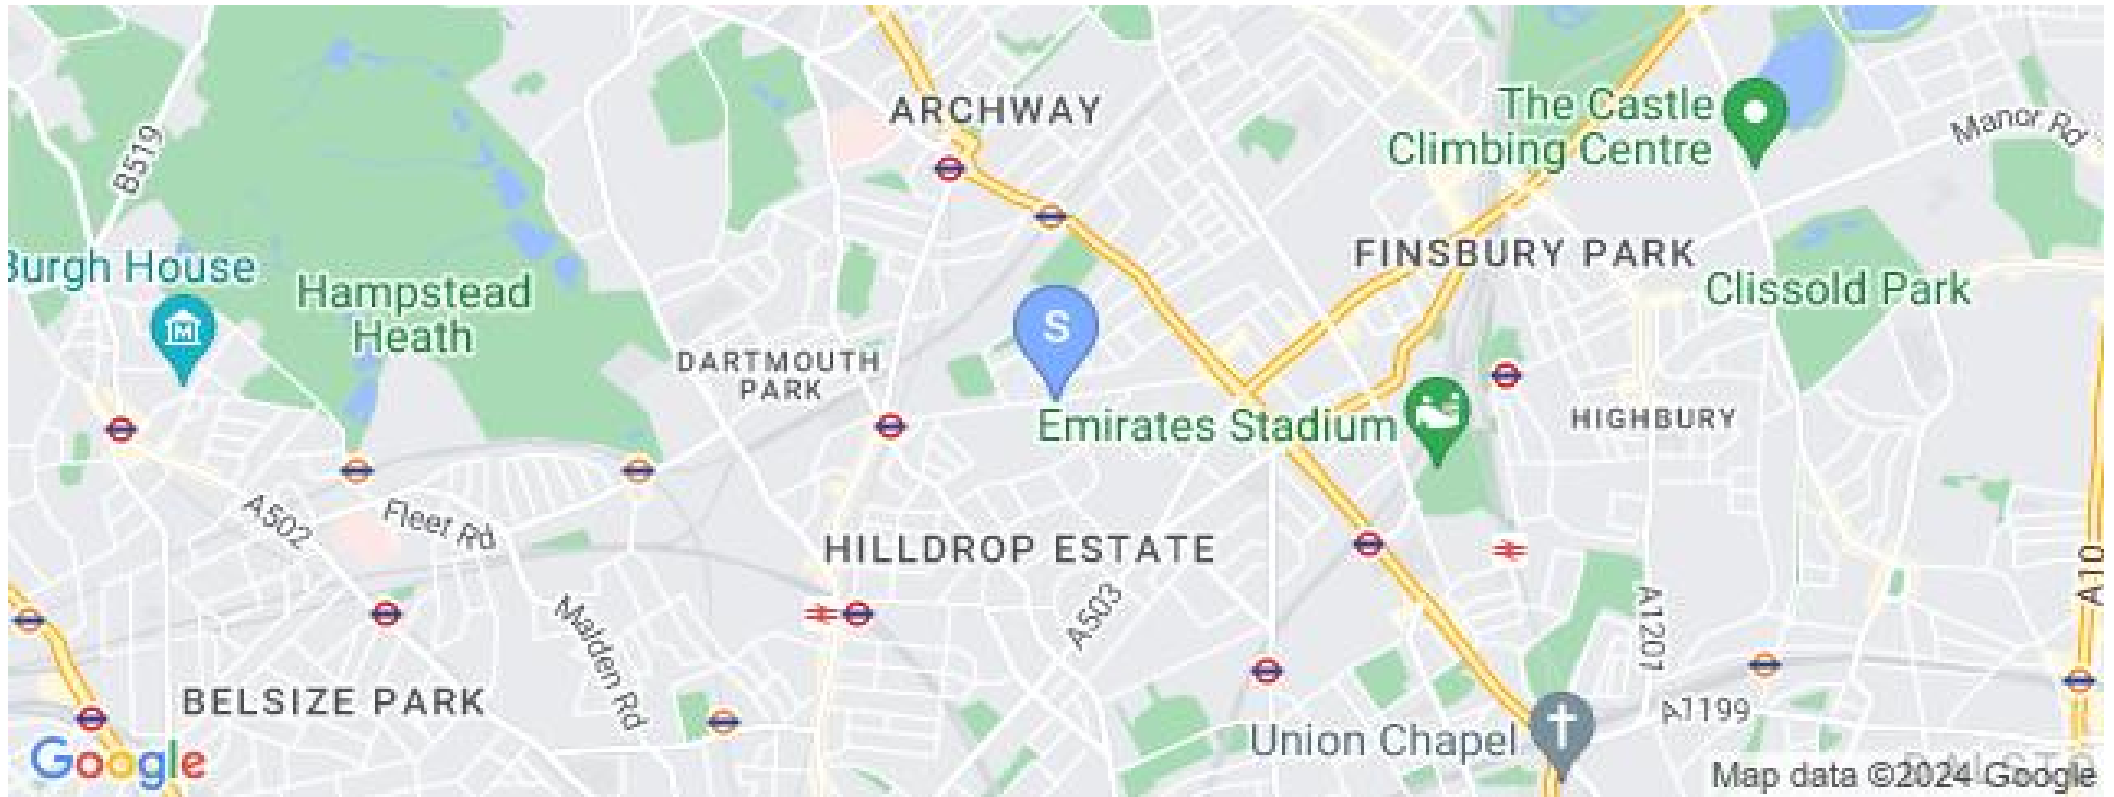 ARCHWAY
The Castle
Climbing Centre
Manor Rd
B519
Burgh House
Hampstead
Heath
FINSBURY PARK
Clissold Park
S
DARTMOUTH
PARK
Emirates Stadium
HIGHBURY
A502
Fleet Rd
HILLDROP ESTATE
A503
Malden Rd
A1201
A10
BELSIZE PARK
A1199
Union Chapel
Google
Map data ©2024 Google